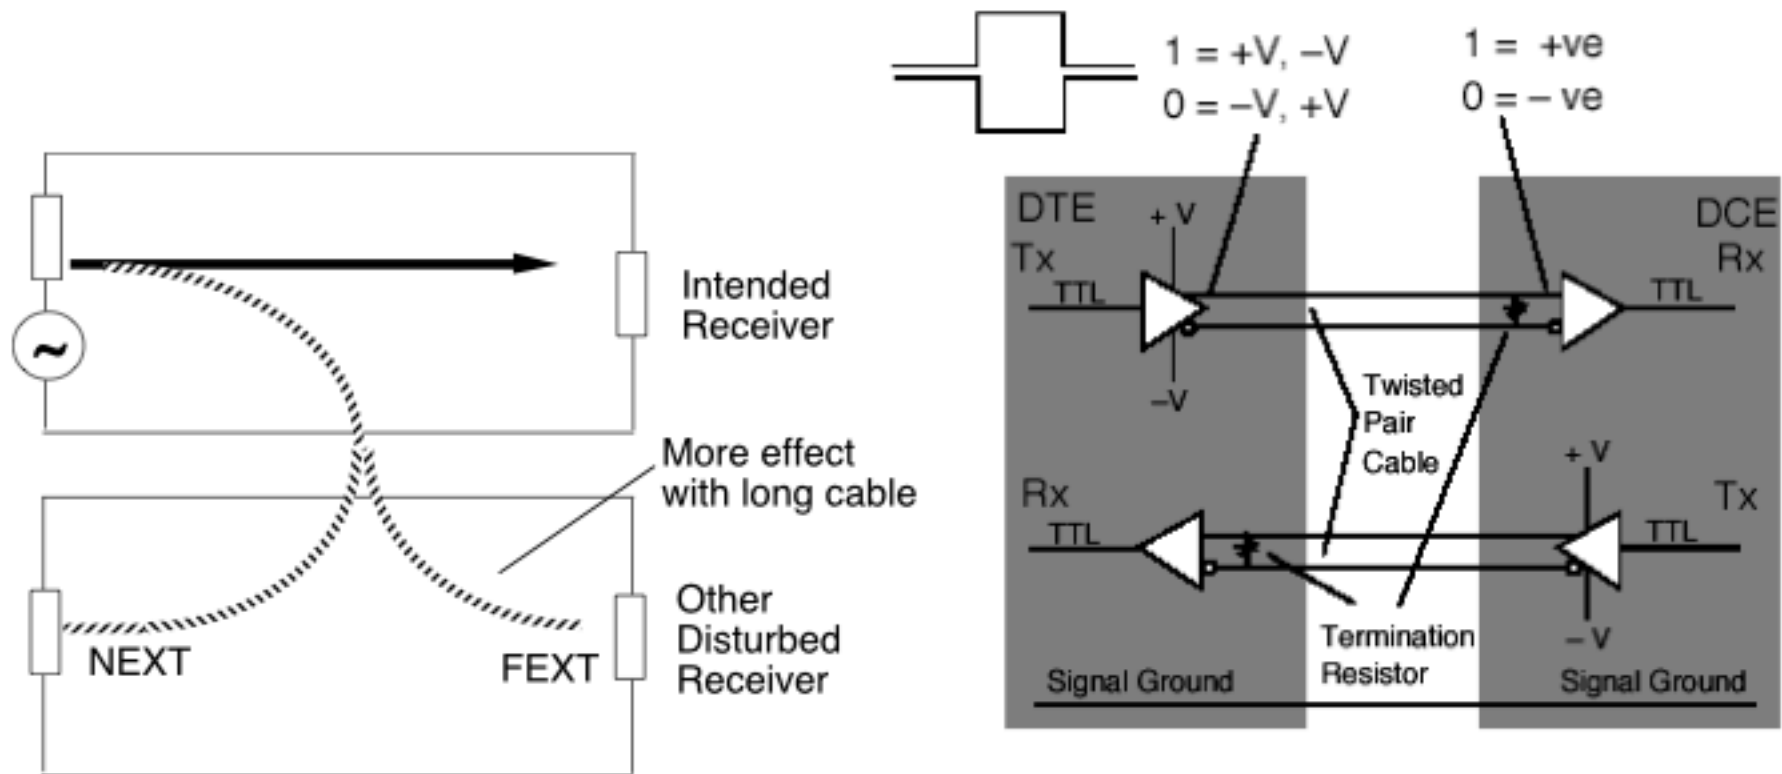 Intended
Receiver
More effect
with long cable
Other
Disturbed
Receiver
NEXT
FEXT
~
1 = +V, –V
0 = –V, +V
1 = +ve
0 = – ve
DTE
Tx
TTL
+ V
–V
DCE
Rx
TTL
Twisted
Pair
Cable
Rx
TTL
+ V
– V
Tx
TTL
Termination
Resistor
Signal Ground
Signal Ground